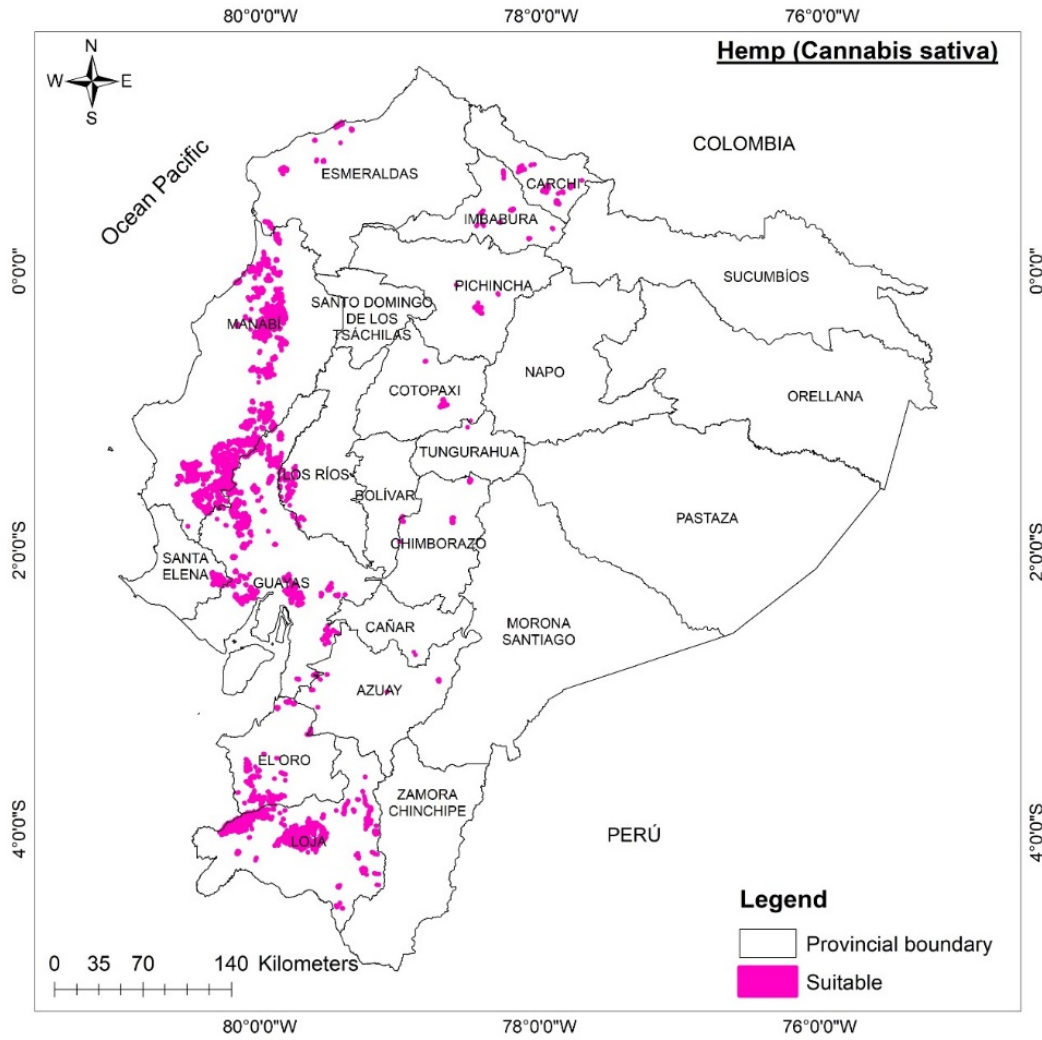 80°0'0"W 78°0'0"W 76°0'0"W
Hemp (Cannabis sativa)
N
W E
S
COLOMBIA
Ocean Pacific
ESMERALDAS
CARCHI
IMBABURA
0°0'0"
0°0'0"
SUCUMBÍOS
PICHINCHA
SANTO DOMINGO
DE LOS
TSÁCHILAS
MANABÍ
NAPO
COTOPAXI
ORELLANA
TUNGURAHUA
LOS RÍOS
BOLÍVAR
PASTAZA
CHIMBORAZO
2°0'0"S
2°0'0"S
SANTA
ELENA
GUAYAS
CAÑAR
MORONA
SANTIAGO
AZUAY
EL ORO
ZAMORA
CHINCHIPE
4°0'0"S
4°0'0"S
PERÚ
LOJA
Legend
Provincial boundary
Suitable
0 35 70 140 Kilometers
80°0'0"W 78°0'0"W 76°0'0"W